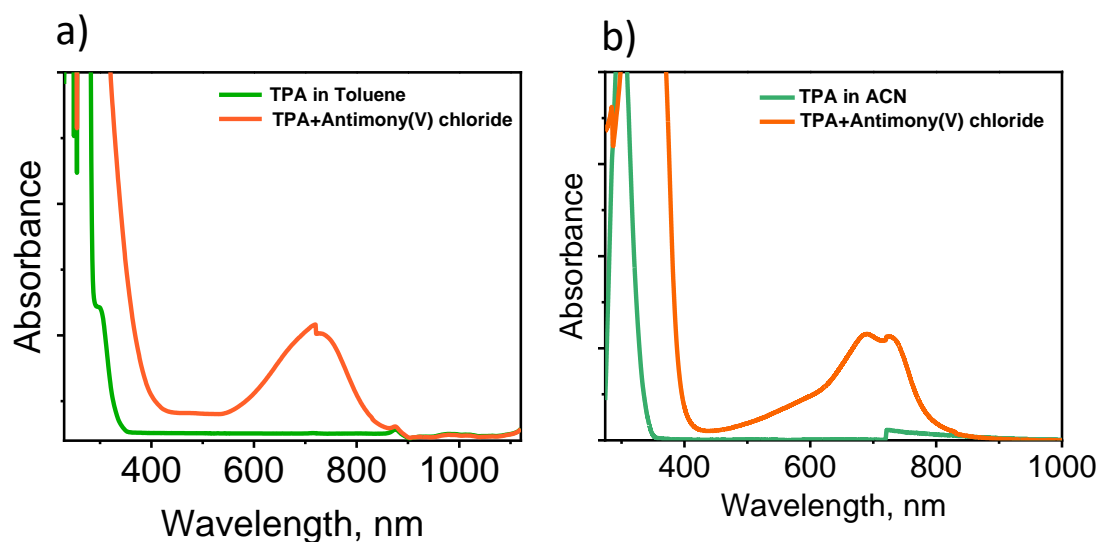 a)
TPA in Toluene
TPA+Antimony(V) chloride
Absorbance
400 600 800 1000
Wavelength, nm
b)
TPA in ACN
TPA+Antimony(V) chloride
Absorbance
400 600 800 1000
Wavelength, nm